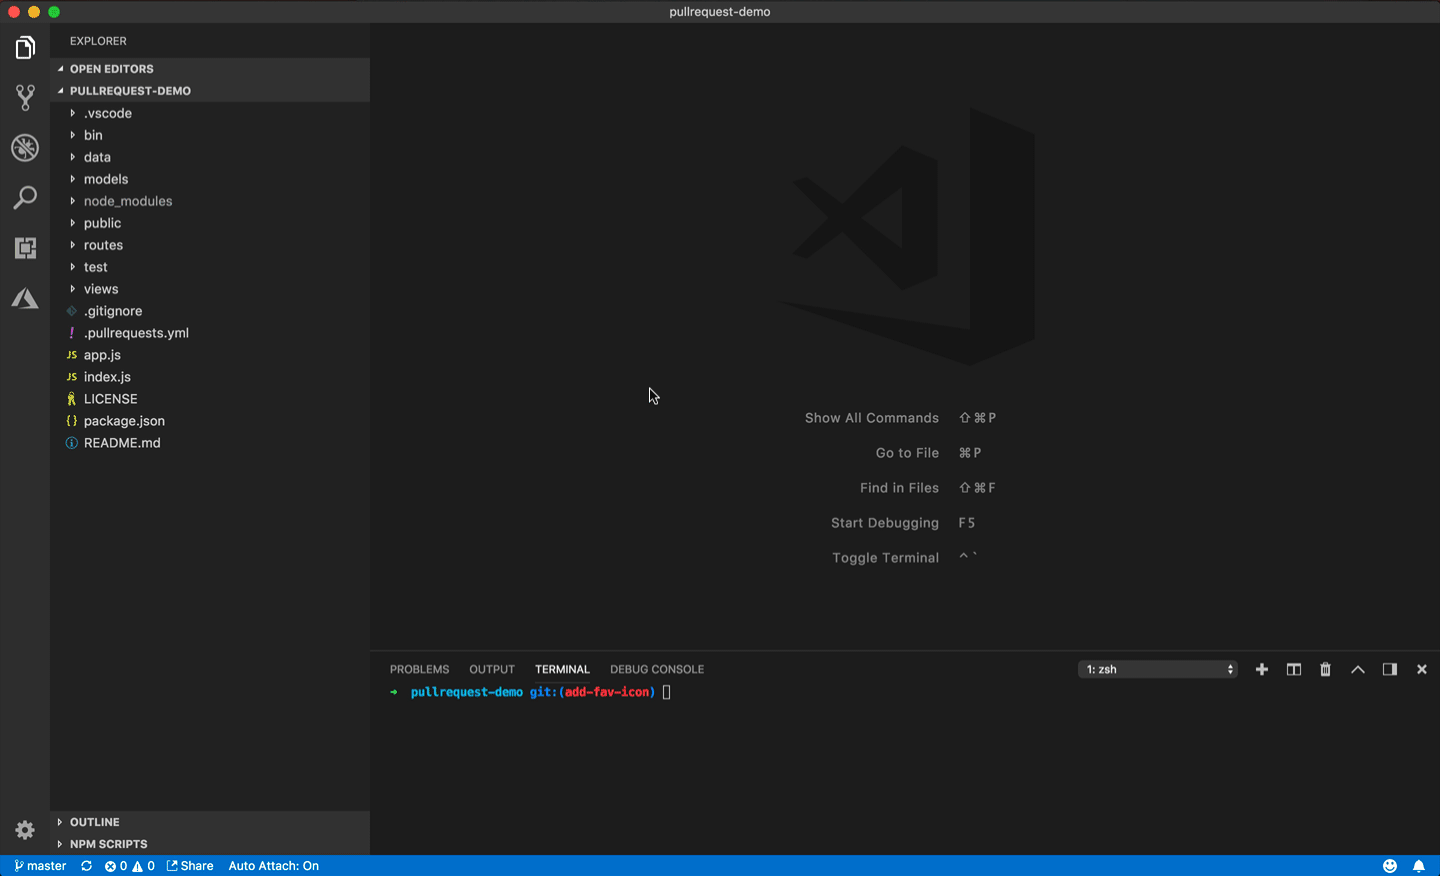 pullrequest-demo
EXPLORER
OPEN EDITORS
PULLREQUEST-DEMO
.vscode
bin
data
models
node_modules
public
routes
test
views
.gitignore
! .pullrequests.yml
JS app.js
JS index.js
LICENSE
{ } package.json
README.md
Show All Commands ⇧⌘P
Go to File ⌘P
Find in Files ⇧⌘F
Start Debugging F5
Toggle Terminal ^`
PROBLEMS OUTPUT TERMINAL DEBUG CONSOLE 1: zsh
→ pullrequest-demo git:(add-fav-icon)
OUTLINE
NPM SCRIPTS
master 0 0 Share Auto Attach: On